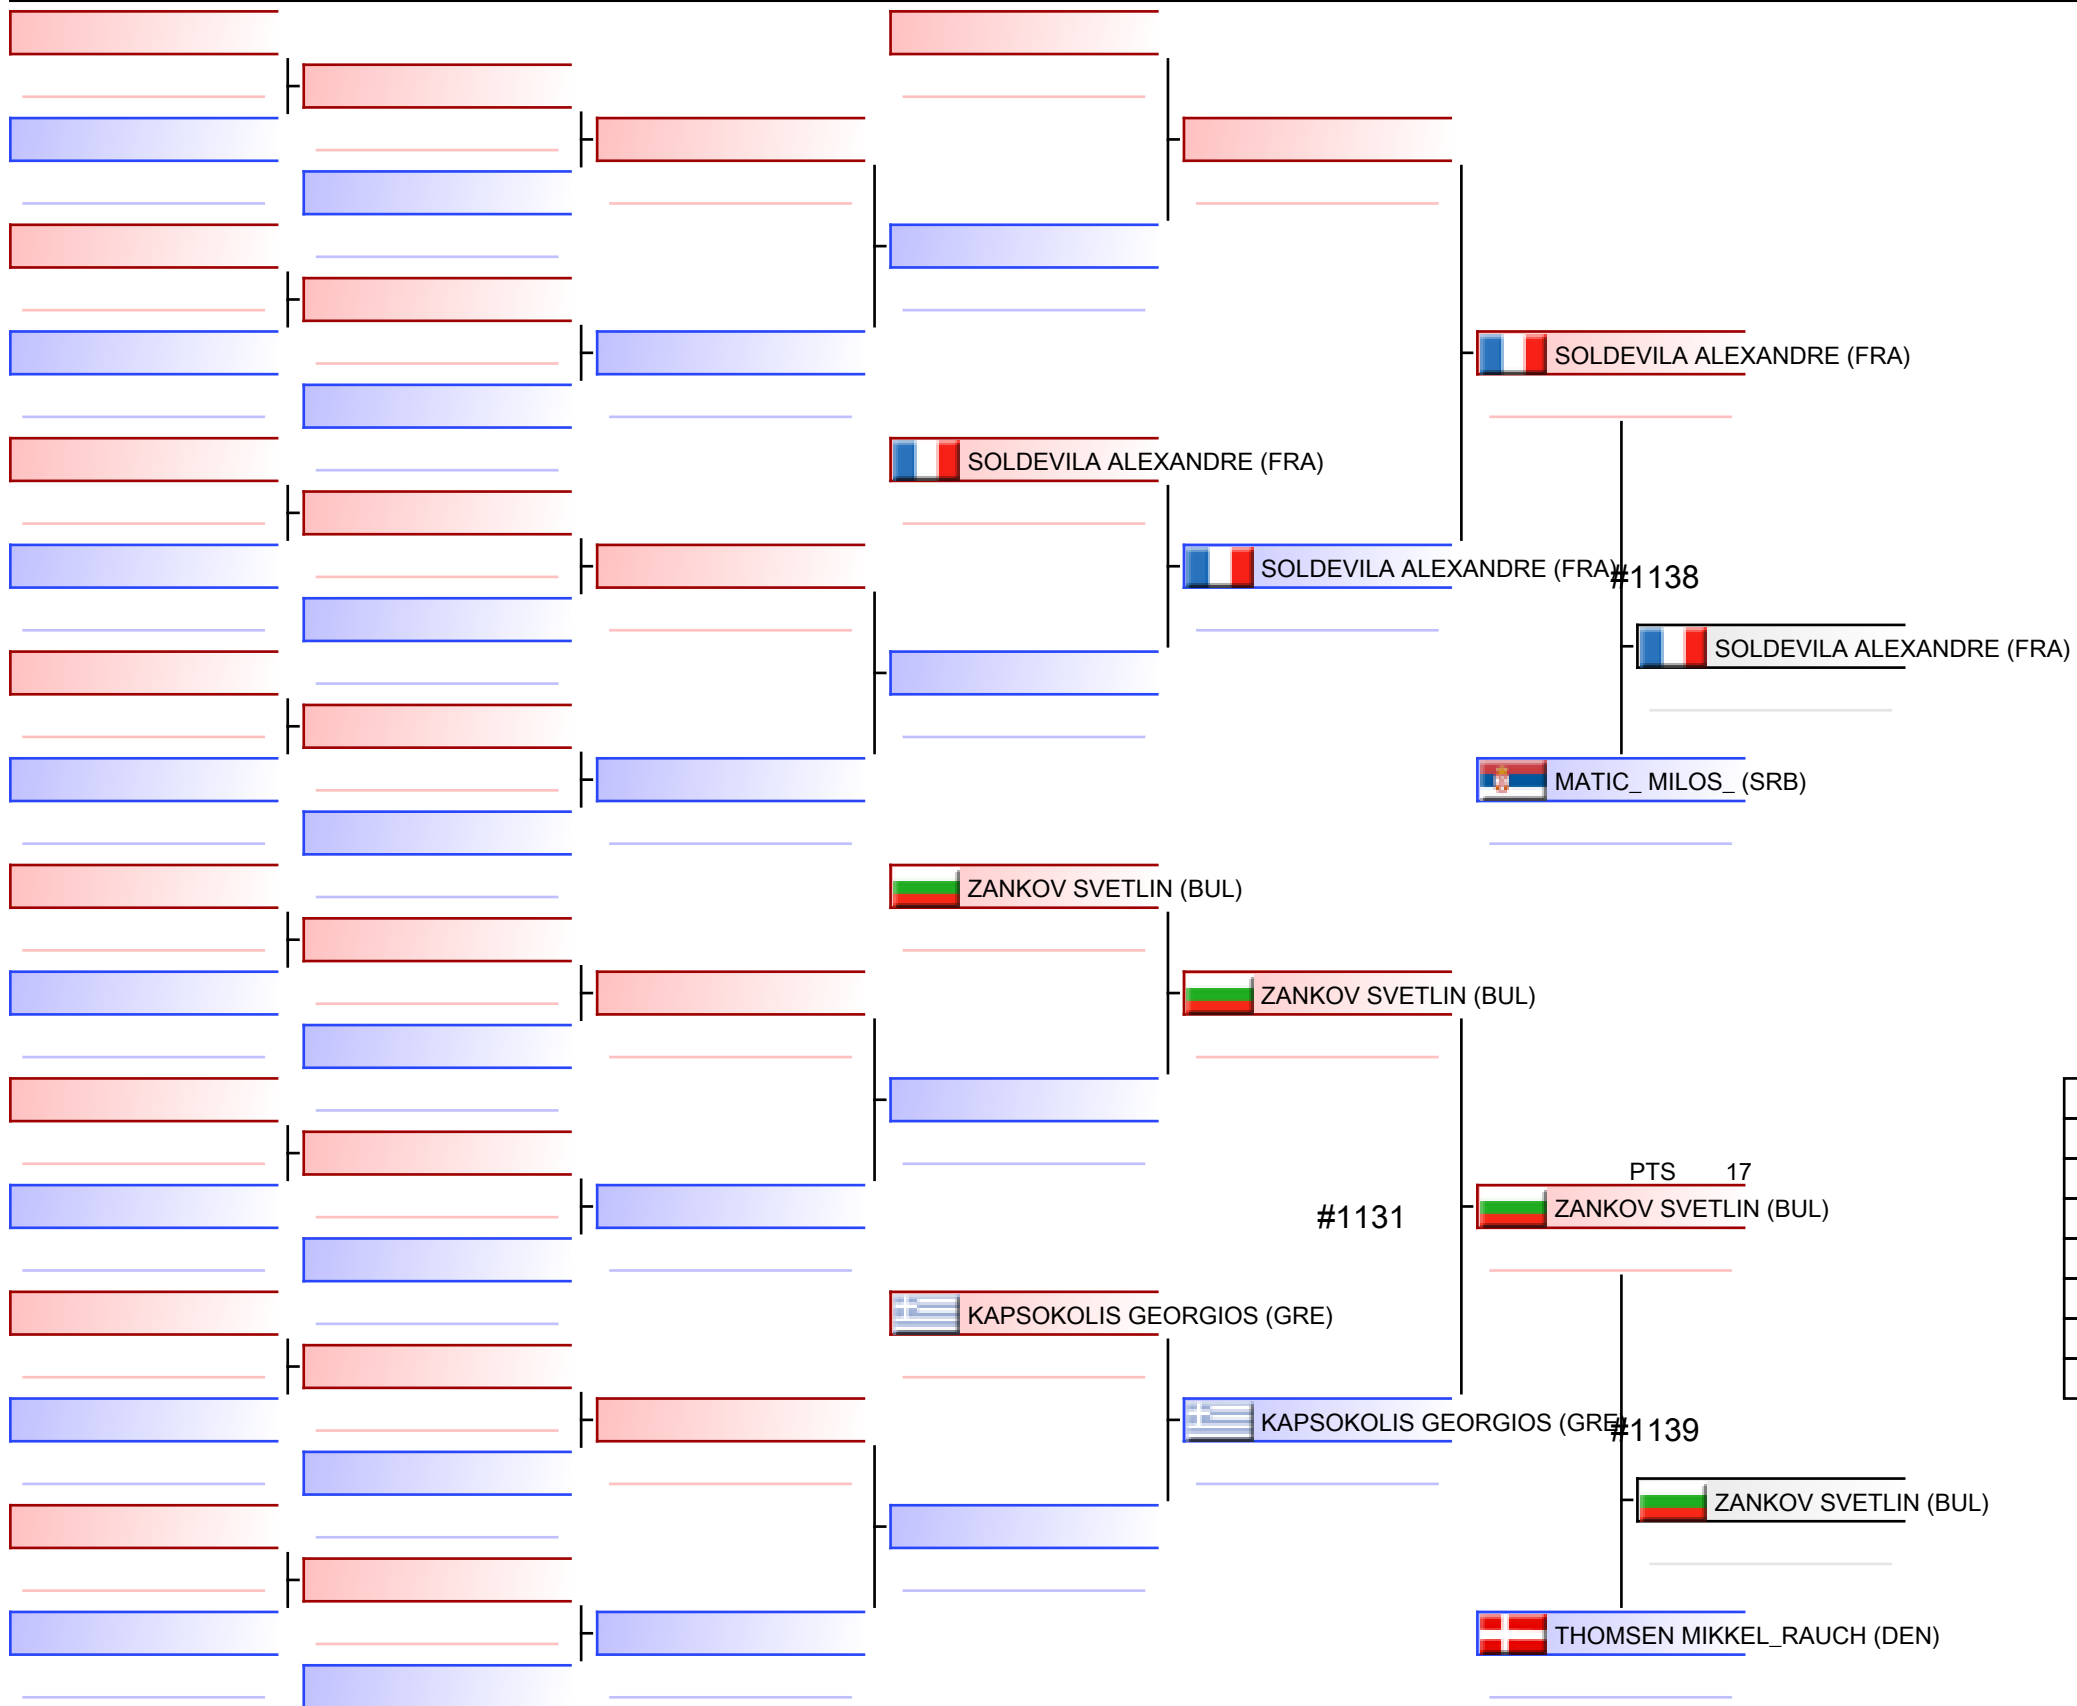 SOLDEVILA ALEXANDRE (FRA)
SOLDEVILA ALEXANDRE (FRA)
SOLDEVILA ALEXANDRE (FRA)
#1138
SOLDEVILA ALEXANDRE (FRA)
MATIC_ MILOS_ (SRB)
ZANKOV SVETLIN (BUL)
ZANKOV SVETLIN (BUL)
PTS 17
#1131
ZANKOV SVETLIN (BUL)
KAPSOKOLIS GEORGIOS (GRE)
KAPSOKOLIS GEORGIOS (GRE
#1139
ZANKOV SVETLIN (BUL)
THOMSEN MIKKEL_RAUCH (DEN)